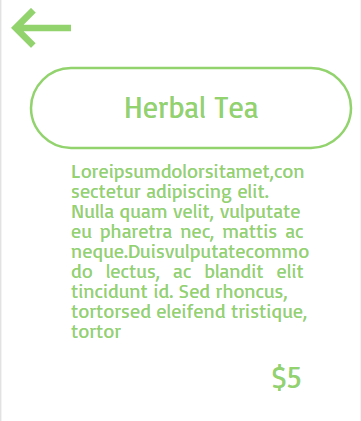 Herbal Tea
Loreipsumdolorsitamet,con
sectetur adipiscing elit.
Nulla quam velit, vulputate
eu pharetra nec, mattis ac
neque.Duisvulputatecommo
do lectus, ac blandit elit
tincidunt id. Sed rhoncus,
tortorsed eleifend tristique,
tortor
$5